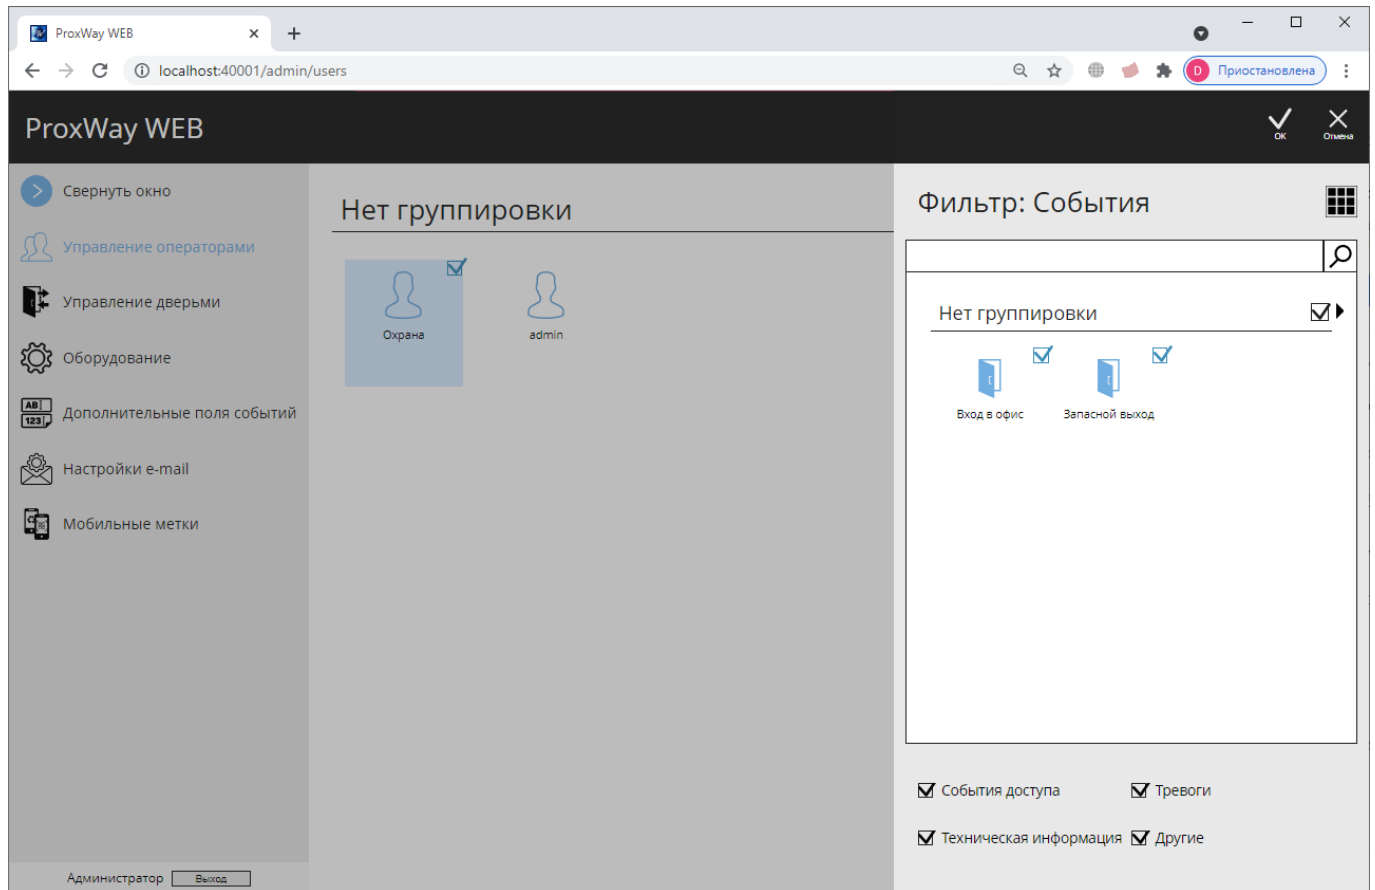 ProxWay WEB
localhost:40001/admin/users
D Приостановлена
ProxWay WEB
OK
Отмена
Свернуть окно
Управление операторами
Управление дверьми
Оборудование
AB
123
Дополнительные поля событий
Настройки e-mail
Мобильные метки
Администратор
Выход
Нет группировки
Охрана
admin
Фильтр: События
Нет группировки
Вход в офис
Запасной выход
События доступа
Тревоги
Техническая информация
Другие